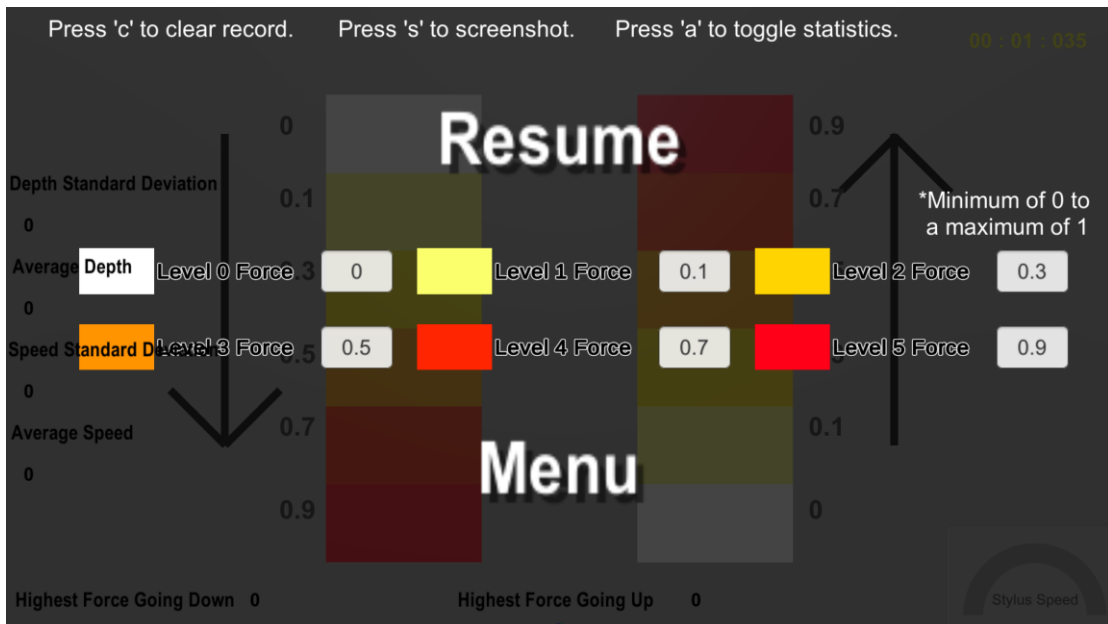 Press 'c' to clear record. Press 's' to screenshot. Press 'a' to toggle statistics.
00 : 01 : 035
0 Resume 0.9
Depth Standard Deviation
0.1 0.7
0
*Minimum of 0 to
a maximum of 1
Average Depth
Level 0 Force 0 Level 1 Force 0.1 Level 2 Force 0.3
.3
0
Speed Standard Deviation
Level 3 Force 0.5 Level 4 Force 0.7 Level 5 Force 0.9
.5
0
Average Speed
0.7 0.1
0
Menu
0.9 0
Highest Force Going Down 0 Highest Force Going Up 0
Stylus Speed